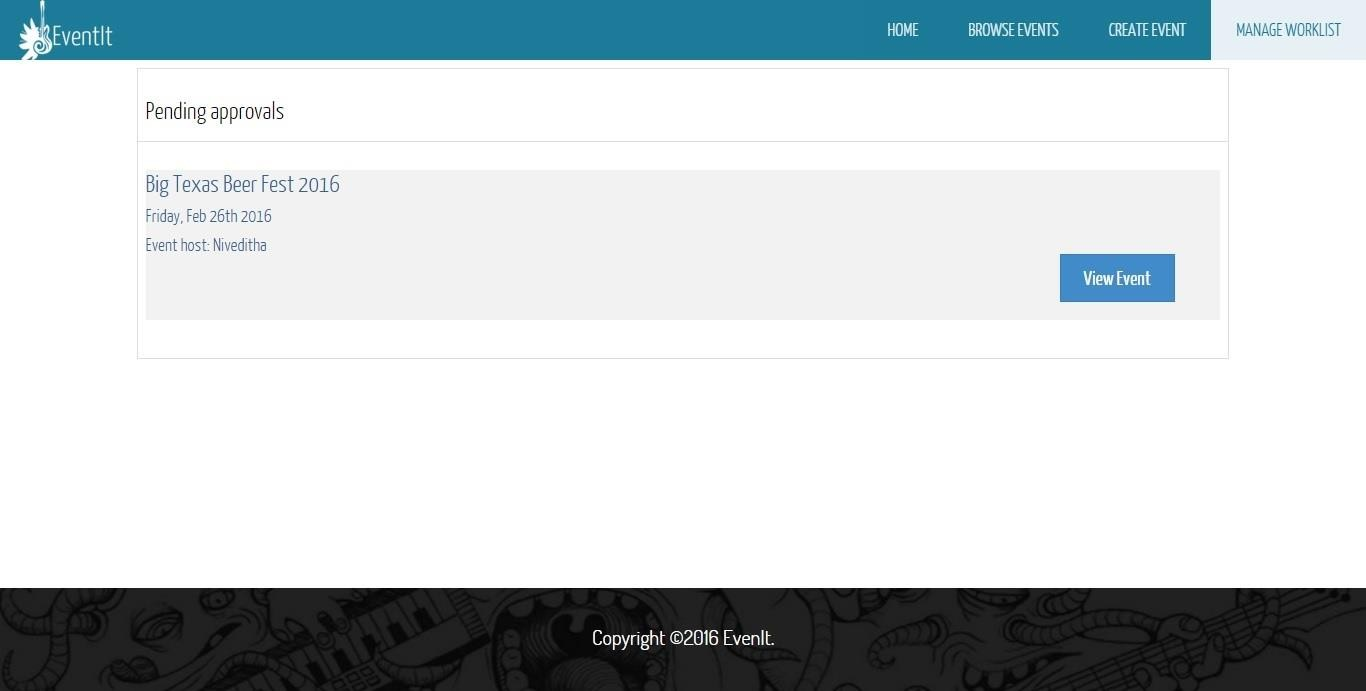 EventIt
HOME
BROWSE EVENTS
CREATE EVENT
MANAGE WORKLIST
Pending approvals
Big Texas Beer Fest 2016
Friday, Feb 26th 2016
Event host: Niveditha
View Event
Copyright ©2016 EvenIt.